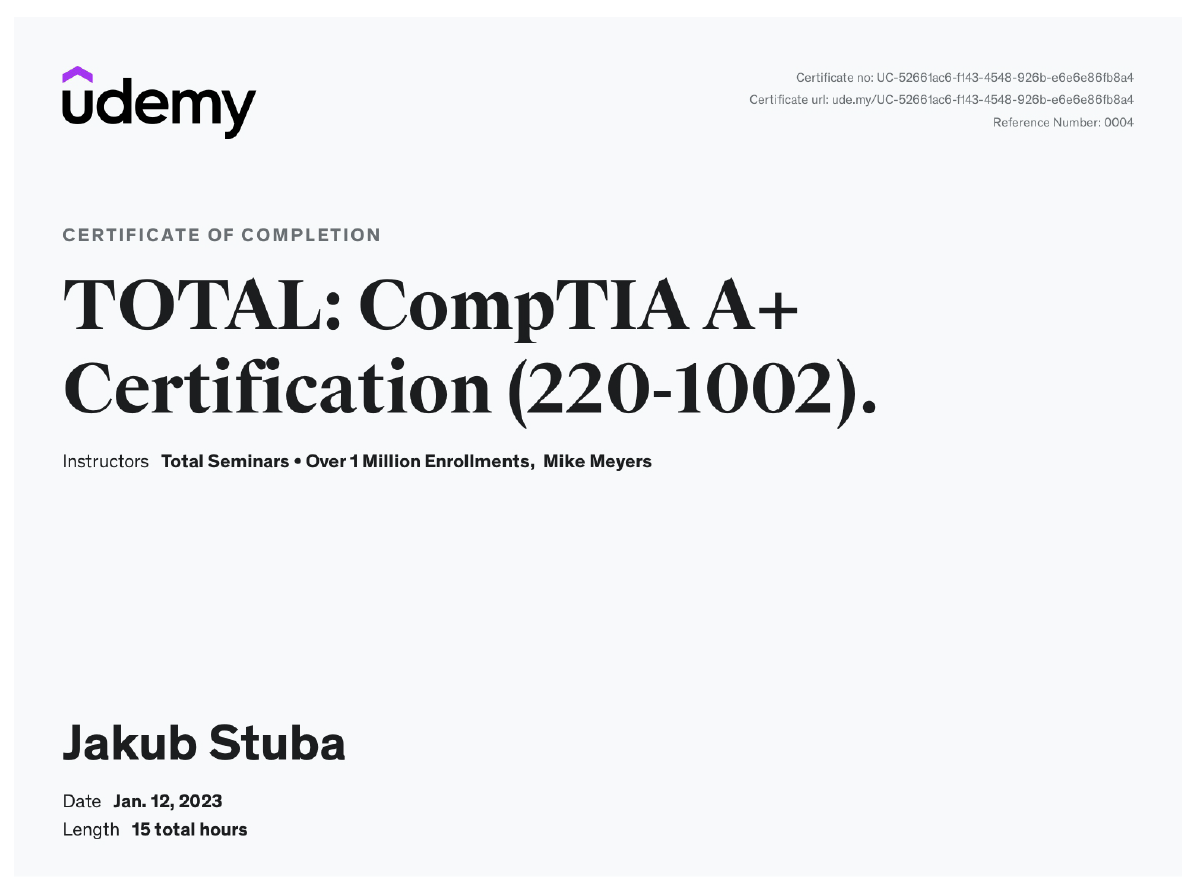 udemy
Certificate no: UC-52661ac6-f143-4548-926b-e6e6e86fb8a4
Certificate url: ude.my/UC-52661ac6-f143-4548-926b-e6e6e86fb8a4
Reference Number: 0004
CERTIFICATE OF COMPLETION
TOTAL: CompTIA A+
Certification (220-1002).
Instructors Total Seminars • Over 1 Million Enrollments, Mike Meyers
Jakub Stuba
Date Jan. 12, 2023
Length 15 total hours